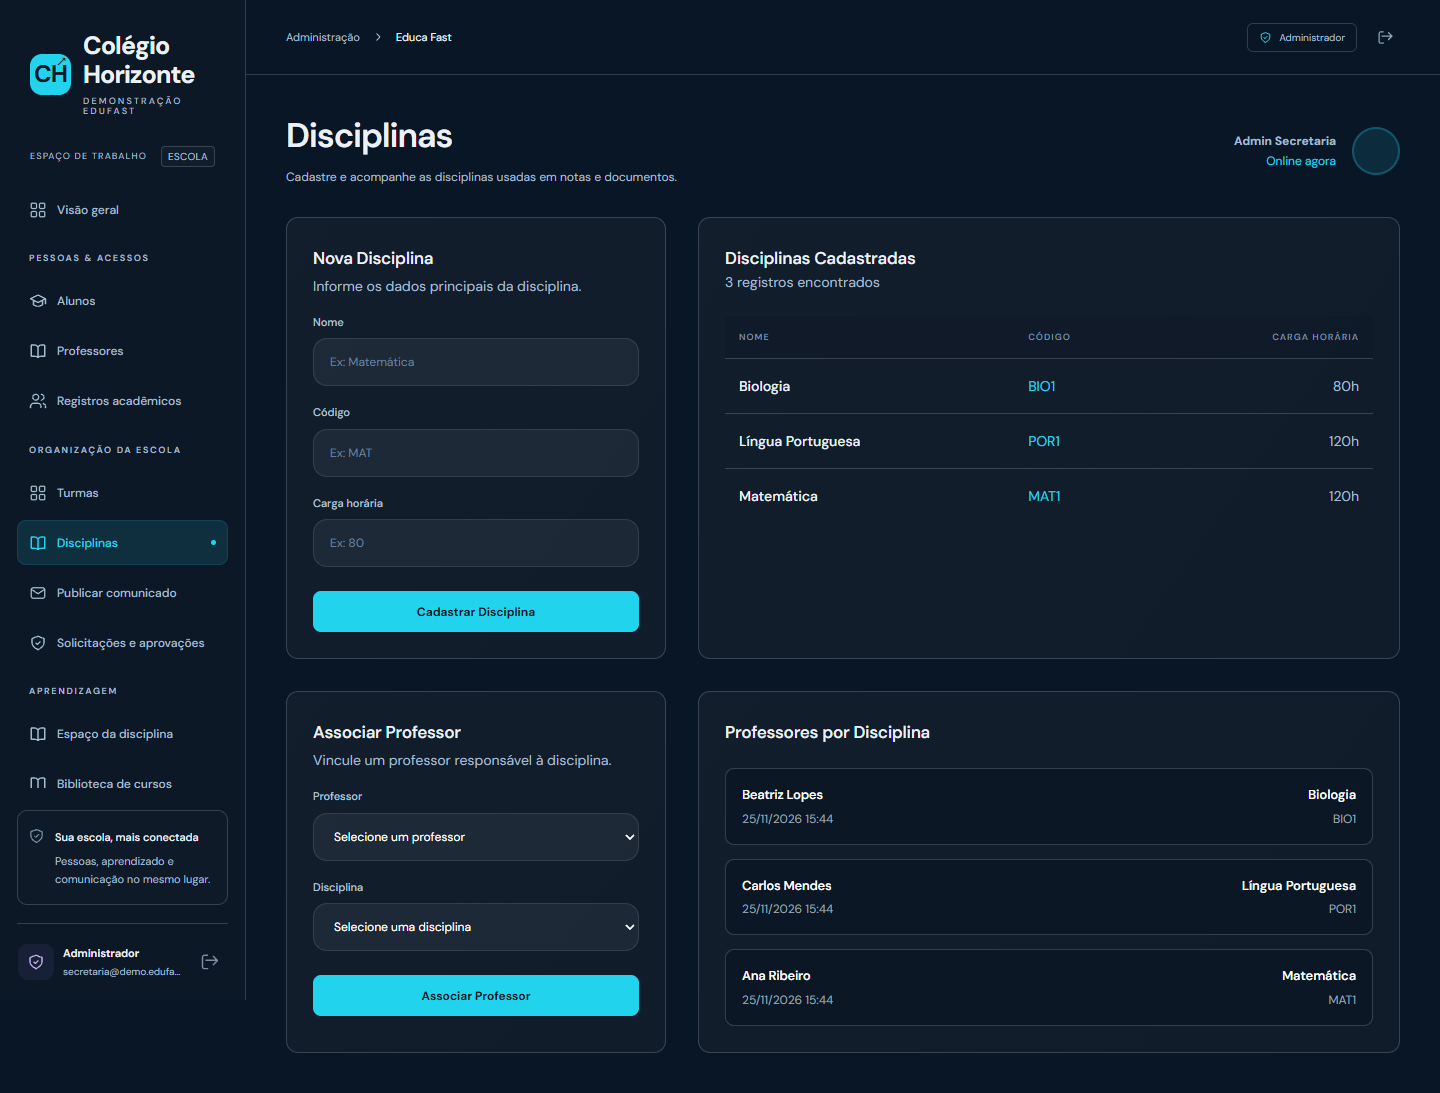 CH
Colégio
Horizonte
DEMONSTRAÇÃO
EDUFAST
ESPAÇO DE TRABALHO
ESCOLA
Visão geral
PESSOAS & ACESSOS
Alunos
Professores
Registros acadêmicos
ORGANIZAÇÃO DA ESCOLA
Turmas
Disciplinas
Publicar comunicado
Solicitações e aprovações
APRENDIZAGEM
Espaço da disciplina
Biblioteca de cursos
Sua escola, mais conectada
Pessoas, aprendizado e
comunicação no mesmo lugar.
Administrador
secretaria@demo.edufa...
Administração > Educa Fast
Administrador
Disciplinas
Cadastre e acompanhe as disciplinas usadas em notas e documentos.
Admin Secretaria
Online agora
Nova Disciplina
Informe os dados principais da disciplina.
Nome
Ex: Matemática
Código
Ex: MAT
Carga horária
Ex: 80
Cadastrar Disciplina
Disciplinas Cadastradas
3 registros encontrados
NOME CÓDIGO CARGA HORÁRIA
Biologia BIO1 80h
Língua Portuguesa POR1 120h
Matemática MAT1 120h
Associar Professor
Vincule um professor responsável à disciplina.
Professor
Selecione um professor
Disciplina
Selecione uma disciplina
Associar Professor
Professores por Disciplina
Beatriz Lopes Biologia
25/11/2026 15:44 BIO1
Carlos Mendes Língua Portuguesa
25/11/2026 15:44 POR1
Ana Ribeiro Matemática
25/11/2026 15:44 MAT1